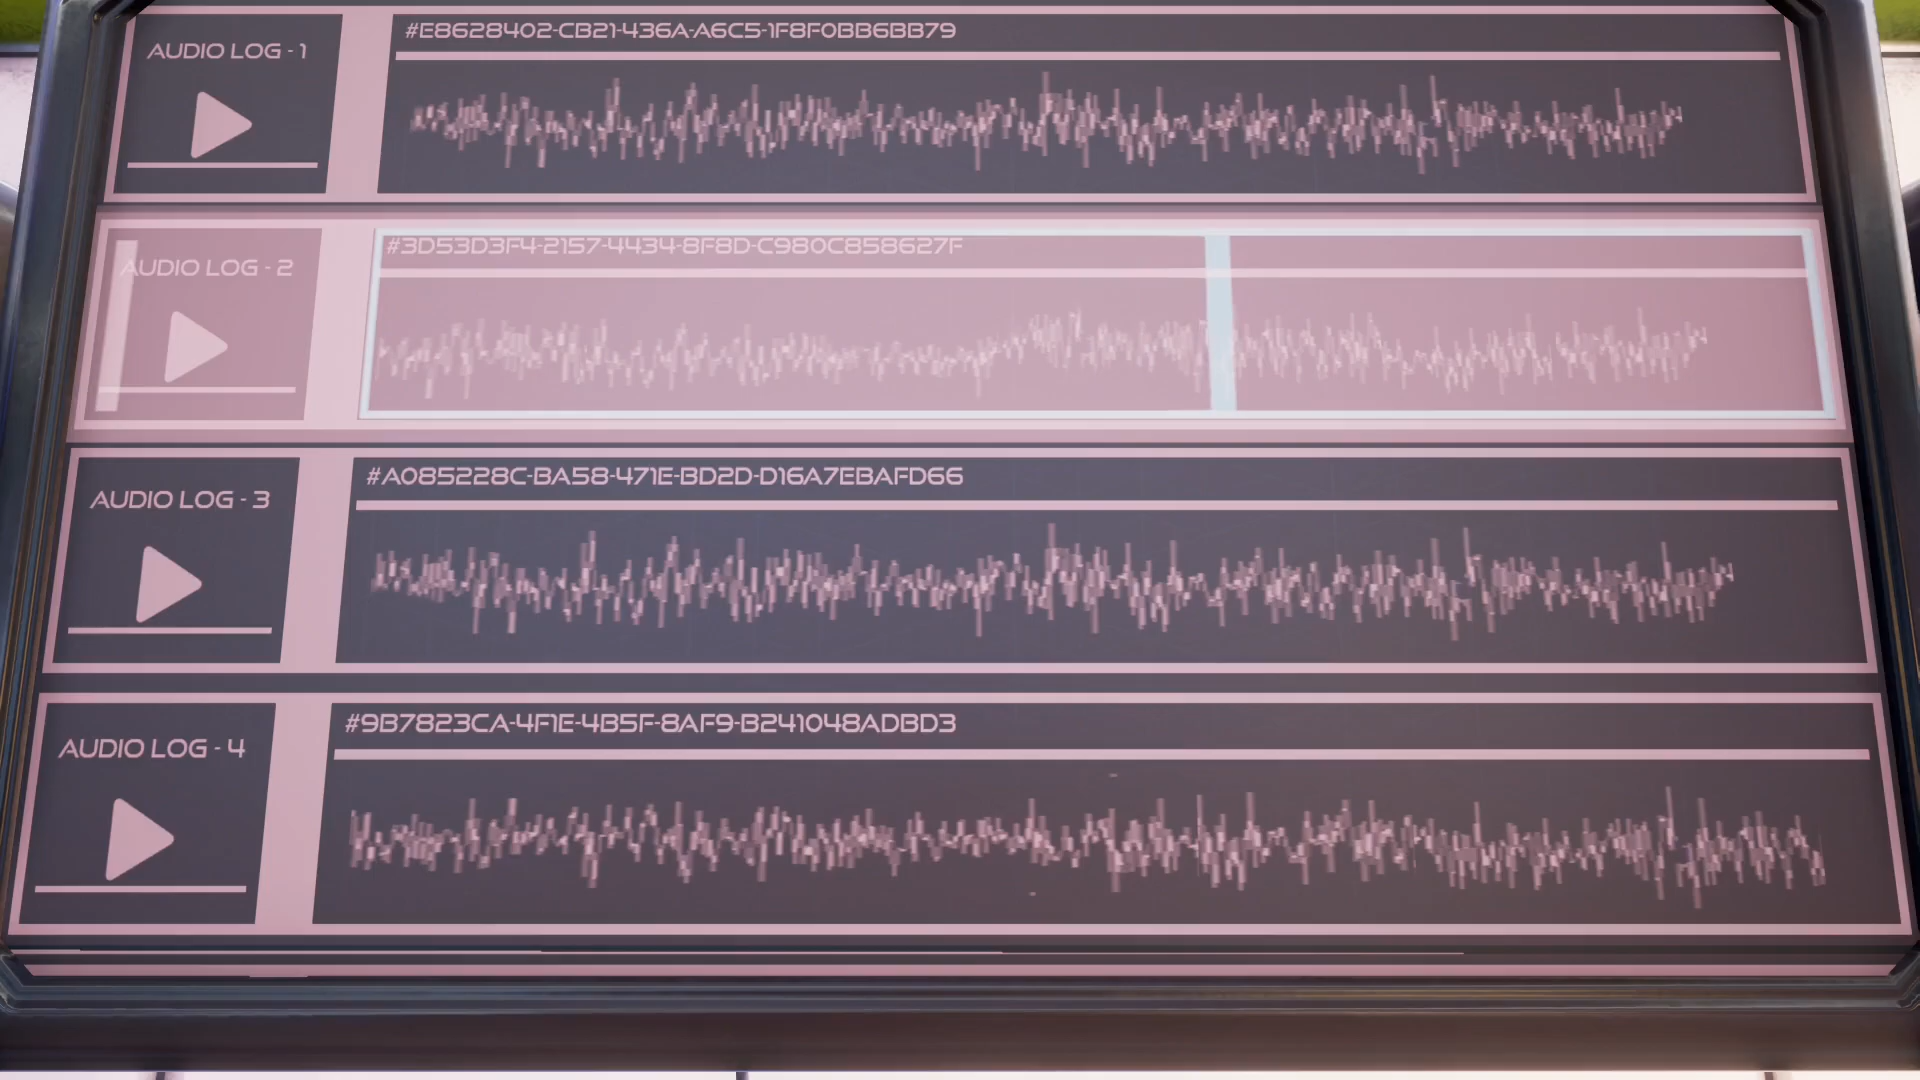 AUDIO LOG - 1
#E8628402-CB21-436A-A6C5-1F8F0BB6BB79
AUDIO LOG - 2
#3D53D3F4-2157-4434-8F8D-C980C858627F
AUDIO LOG - 3
#A085228C-BA58-471E-BD2D-D16A7EBAFD66
AUDIO LOG - 4
#9B7823CA-4F1E-4B5F-8AF9-B241048ADBD3